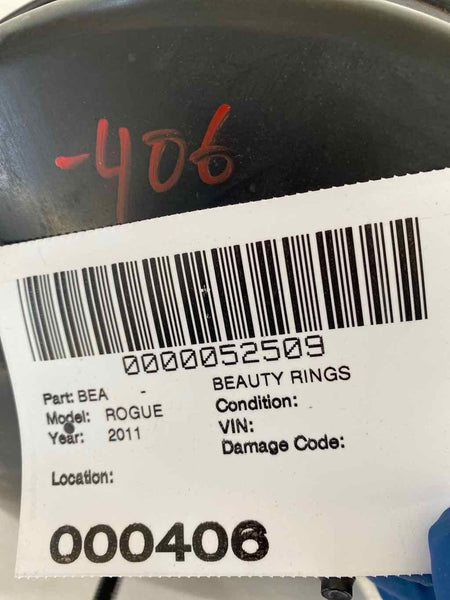 -406
0000052509
Part: BEA - BEAUTY RINGS
Model: ROGUE Condition:
Year: 2011 VIN:
Damage Code:
Location:
000406